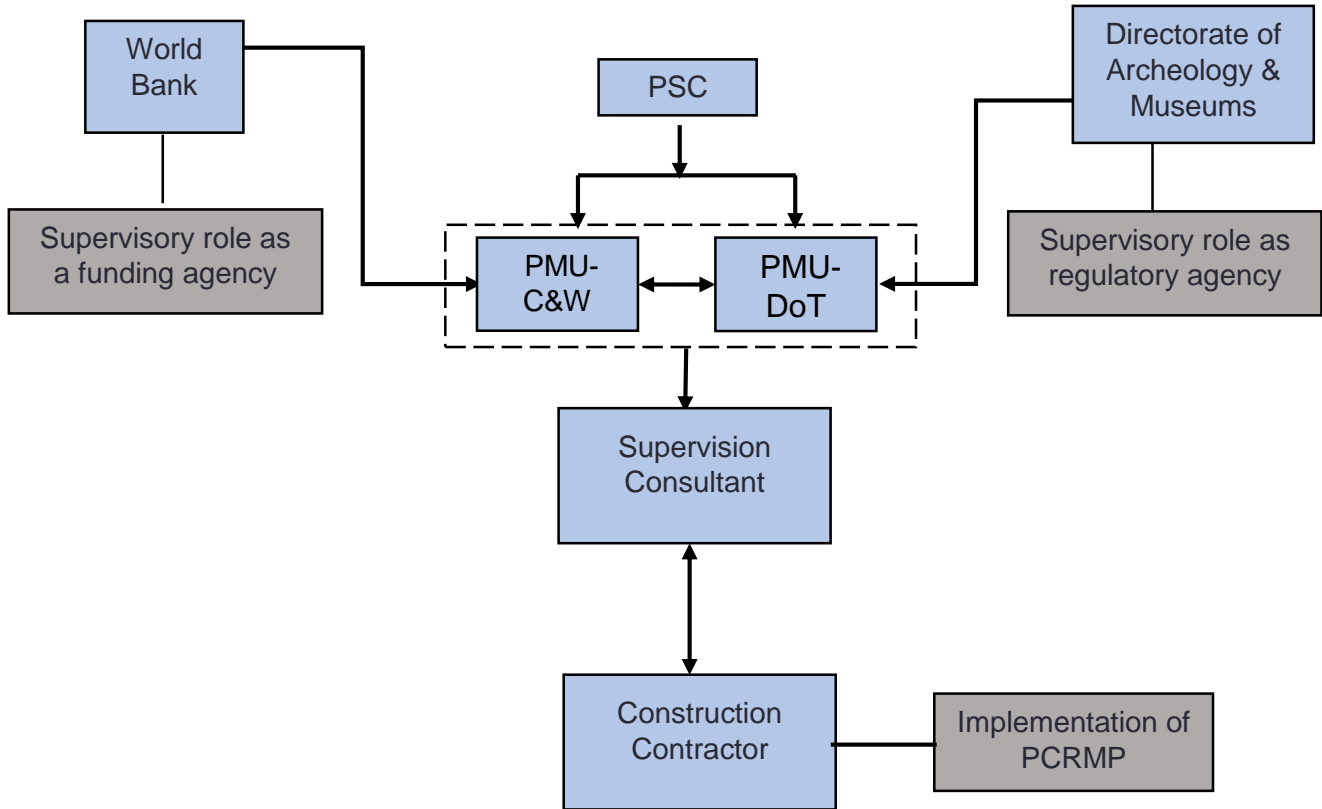 World
Bank
PSC
Directorate of
Archeology &
Museums
Supervisory role as
a funding agency
PMU-
C&W
PMU-
DoT
Supervisory role as
regulatory agency
Supervision
Consultant
Construction
Contractor
Implementation of
PCRMP